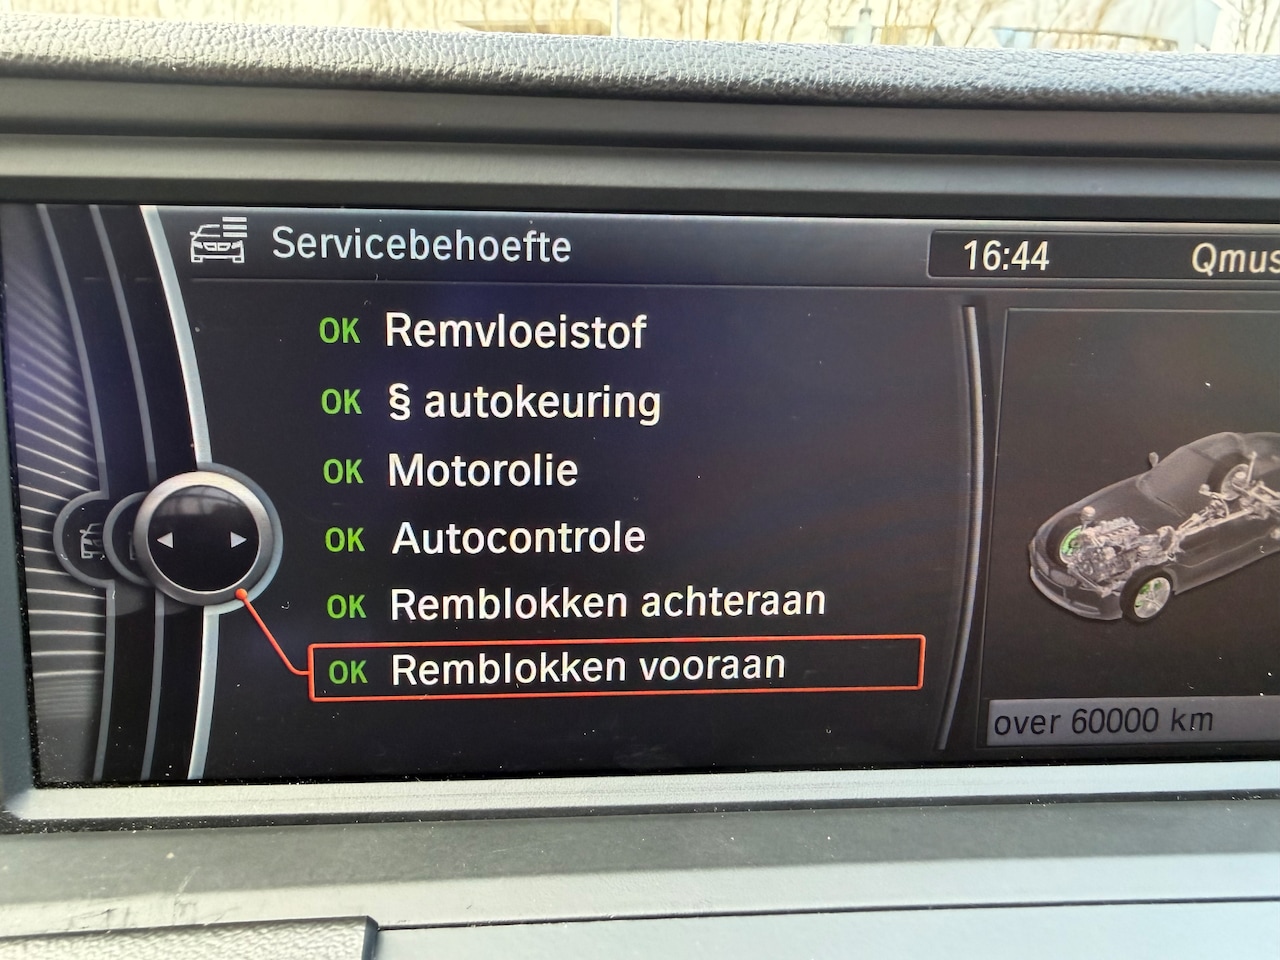 Servicebehoefte
16:44
Qmus
OK Remvloeistof
OK § autokeuring
OK Motorolie
OK Autocontrole
OK Remblokken achteraan
OK Remblokken vooraan
over 60000 km